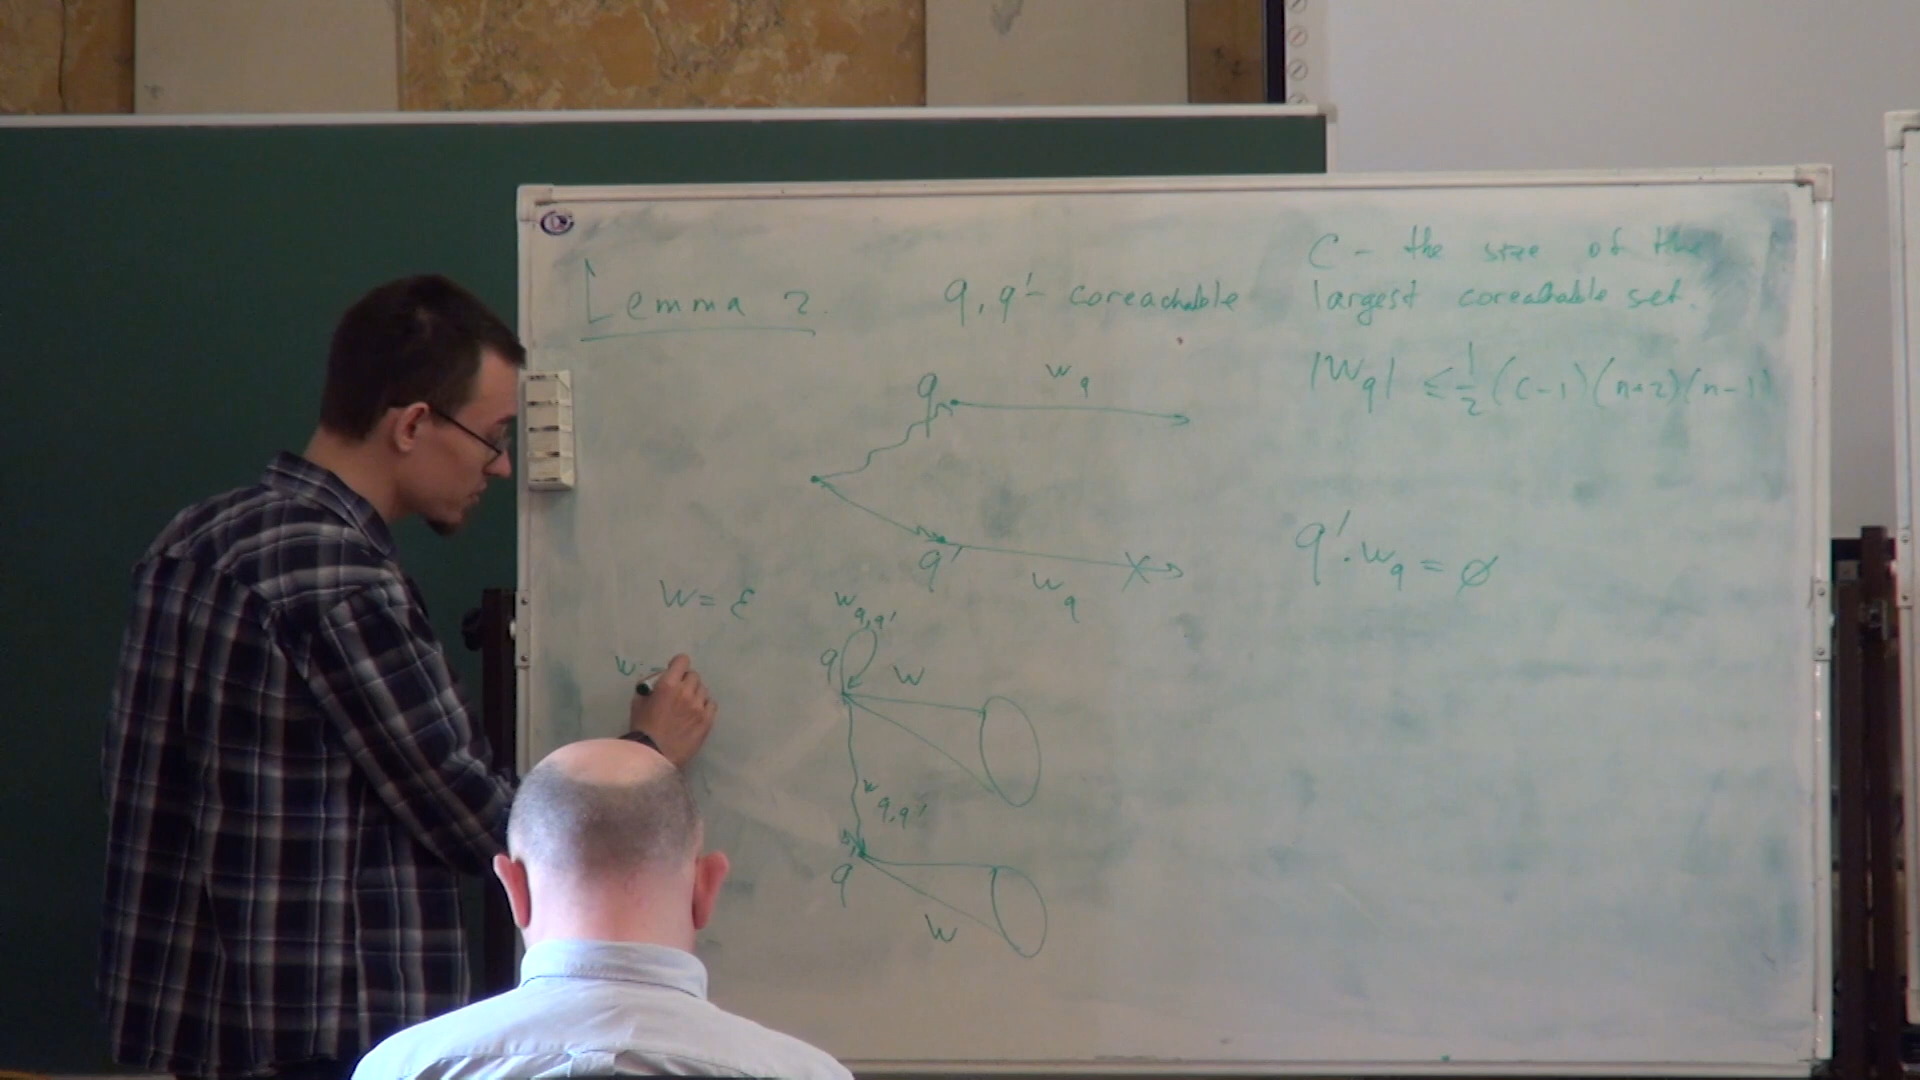 Lemma 2.
q, q' - coreachable
C - the size of the
largest coreachable set.
|W_q| ≤ 1/2 (c-1)(n+2)(n-1)
q
w_q
q'
w_q
q'. w_q = ∅
W = ε
w_{q,q'}
q
W
w_{q,q'}
q'
W